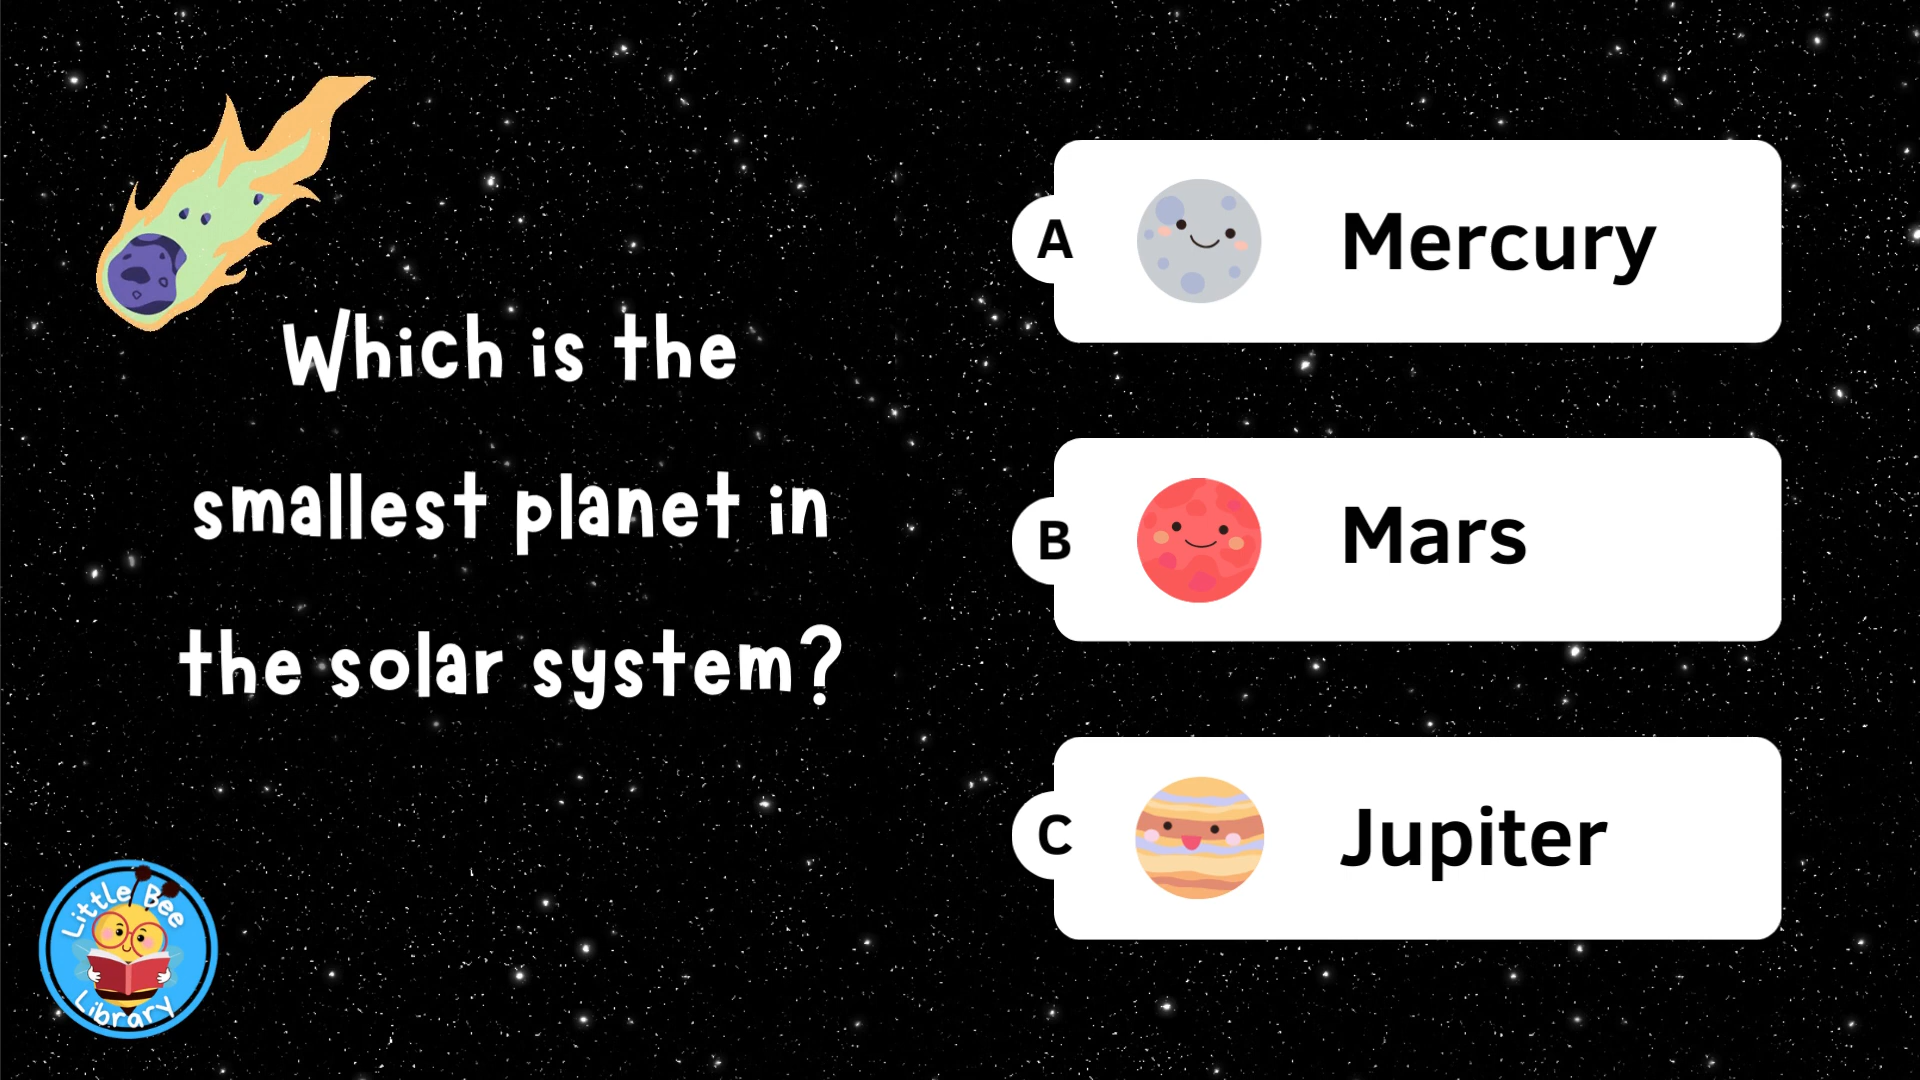 Which is the
smallest planet in
the solar system?
A Mercury
B Mars
C Jupiter
Little Bee
Library